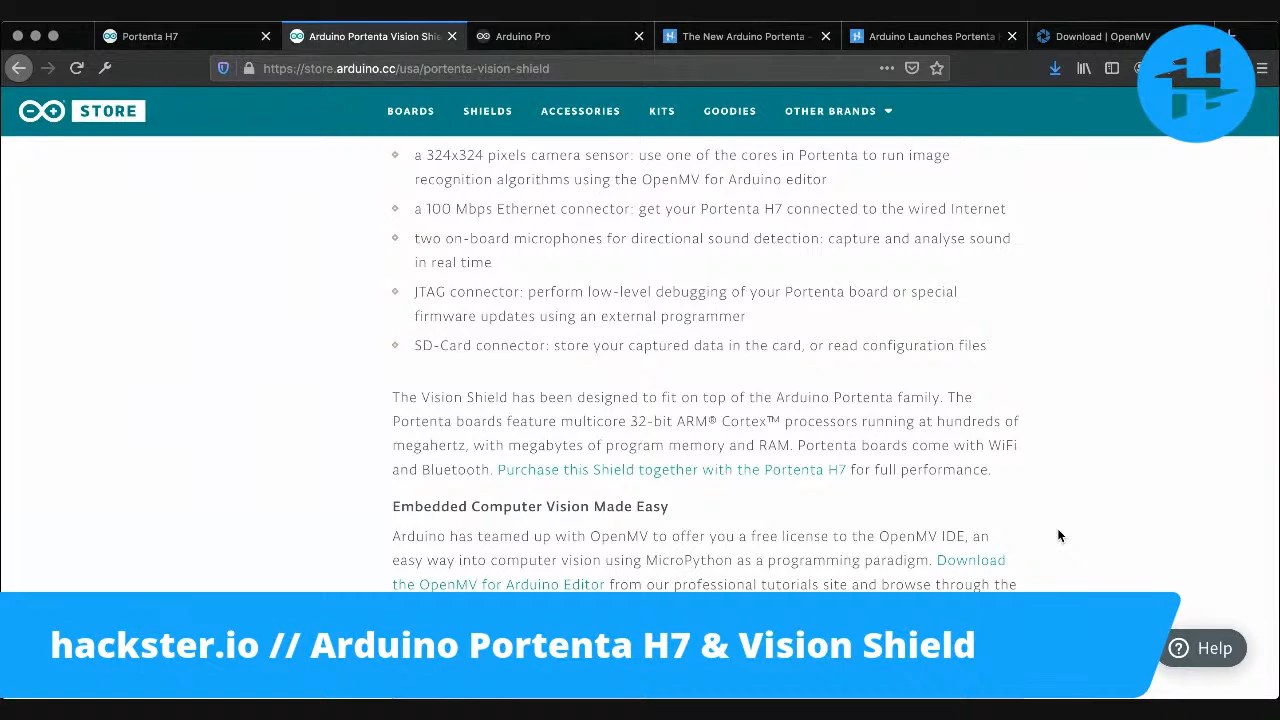 Portenta H7
Arduino Portenta Vision Shie
Arduino Pro
The New Arduino Portenta -
Arduino Launches Portenta
Download | OpenMV
https://store.arduino.cc/usa/portenta-vision-shield
STORE
BOARDS
SHIELDS
ACCESSORIES
KITS
GOODIES
OTHER BRANDS
a 324x324 pixels camera sensor: use one of the cores in Portenta to run image
recognition algorithms using the OpenMV for Arduino editor
a 100 Mbps Ethernet connector: get your Portenta H7 connected to the wired Internet
two on-board microphones for directional sound detection: capture and analyse sound
in real time
JTAG connector: perform low-level debugging of your Portenta board or special
firmware updates using an external programmer
SD-Card connector: store your captured data in the card, or read configuration files
The Vision Shield has been designed to fit on top of the Arduino Portenta family. The
Portenta boards feature multicore 32-bit ARM® Cortex™ processors running at hundreds of
megahertz, with megabytes of program memory and RAM. Portenta boards come with WiFi
and Bluetooth. Purchase this Shield together with the Portenta H7 for full performance.
Embedded Computer Vision Made Easy
Arduino has teamed up with OpenMV to offer you a free license to the OpenMV IDE, an
easy way into computer vision using MicroPython as a programming paradigm. Download
the OpenMV for Arduino Editor from our professional tutorials site and browse through the
hackster.io // Arduino Portenta H7 & Vision Shield
Help